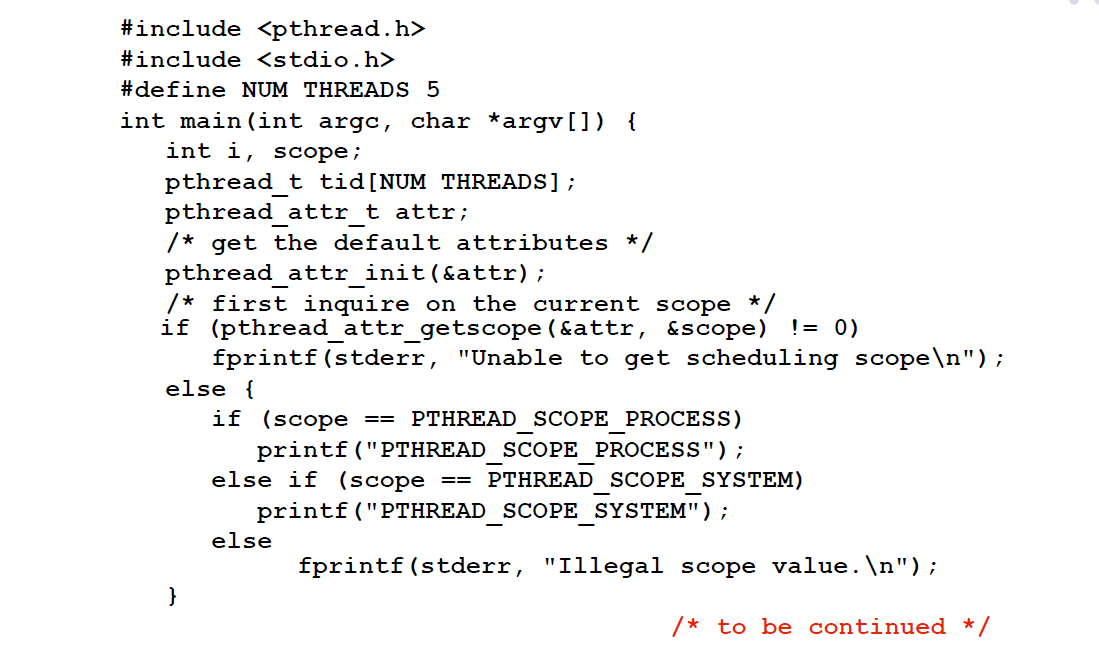 #include <pthread.h>
#include <stdio.h>
#define NUM THREADS 5
int main(int argc, char *argv[]) {
   int i, scope;
   pthread_t tid[NUM THREADS];
   pthread_attr_t attr;
   /* get the default attributes */
   pthread_attr_init(&attr);
   /* first inquire on the current scope */
   if (pthread_attr_getscope(&attr, &scope) != 0)
      fprintf(stderr, "Unable to get scheduling scope\n");
   else {
      if (scope == PTHREAD_SCOPE_PROCESS)
         printf("PTHREAD_SCOPE_PROCESS");
      else if (scope == PTHREAD_SCOPE_SYSTEM)
         printf("PTHREAD_SCOPE_SYSTEM");
      else
            fprintf(stderr, "Illegal scope value.\n");
   }
/* to be continued */